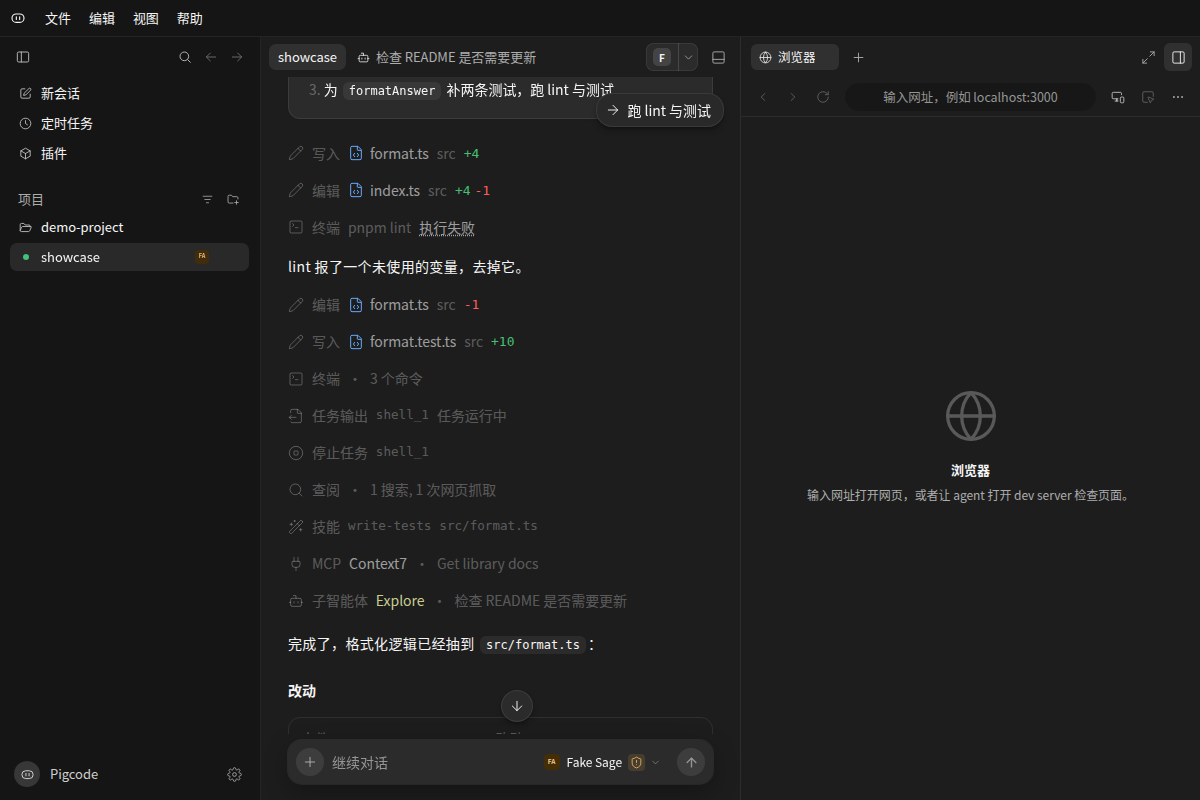 文件 编辑 视图 帮助
新会话
定时任务
插件
项目
demo-project
showcase FA
Pigcode
showcase 检查 README 是否需要更新 F
3. 为 formatAnswer 补两条测试，跑 lint 与测试
跑 lint 与测试
写入 format.ts src +4
编辑 index.ts src +4 -1
终端 pnpm lint 执行失败
lint 报了一个未使用的变量，去掉它。
编辑 format.ts src -1
写入 format.test.ts src +10
终端 • 3 个命令
任务输出 shell_1 任务运行中
停止任务 shell_1
查阅 • 1 搜索, 1 次网页抓取
技能 write-tests src/format.ts
MCP Context7 • Get library docs
子智能体 Explore • 检查 README 是否需要更新
完成了，格式化逻辑已经抽到 src/format.ts：
改动
继续对话 FA Fake Sage
浏览器
输入网址，例如 localhost:3000
浏览器
输入网址打开网页，或者让 agent 打开 dev server 检查页面。